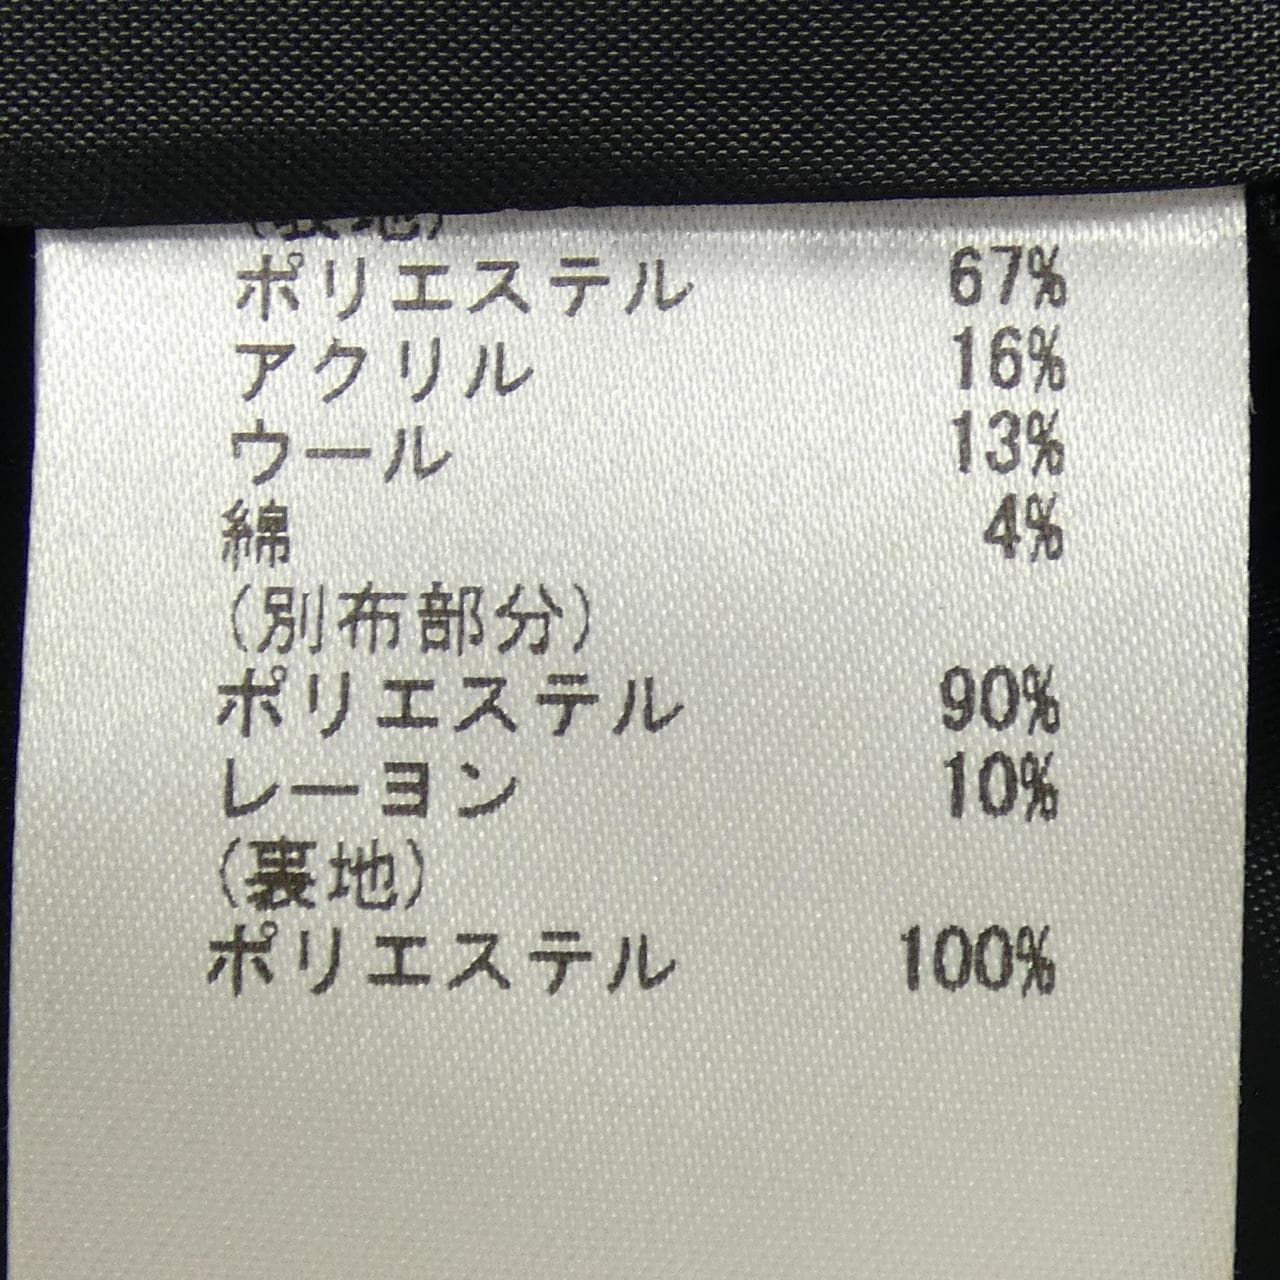 (表地)
ポリエステル 67%
アクリル 16%
ウール 13%
綿 4%
(別布部分)
ポリエステル 90%
レーヨン 10%
(裏地)
ポリエステル 100%